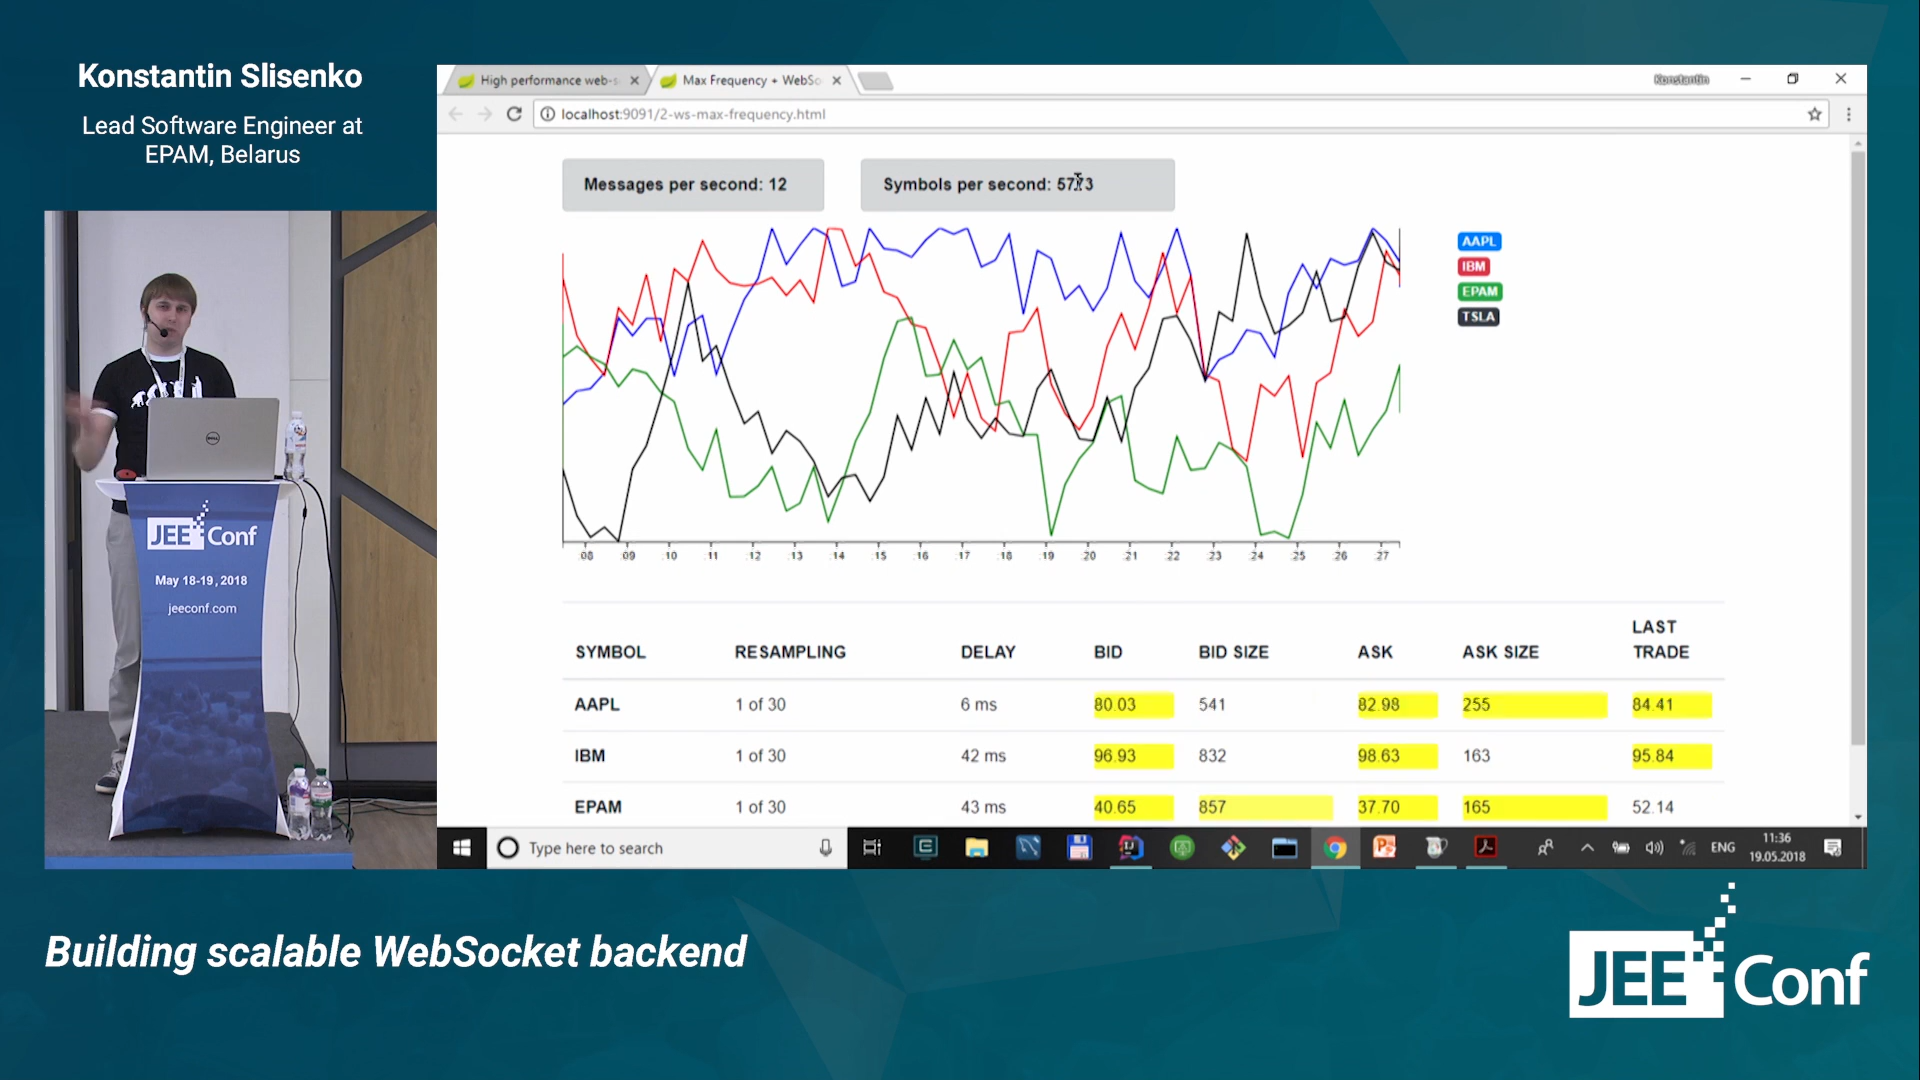 Konstantin Slisenko
Lead Software Engineer at
EPAM, Belarus
High performance web-s
Max Frequency + WebSo
Konstantin
localhost:9091/2-ws-max-frequency.html
Messages per second: 12
Symbols per second: 5773
AAPL
IBM
EPAM
TSLA
:08 :09 :10 :11 :12 :13 :14 :15 :16 :17 :18 :19 :20 :21 :22 :23 :24 :25 :26 :27
SYMBOL RESAMPLING DELAY BID BID SIZE ASK ASK SIZE LAST TRADE
AAPL 1 of 30 6 ms 80.03 541 82.98 255 84.41
IBM 1 of 30 42 ms 96.93 832 98.63 163 95.84
EPAM 1 of 30 43 ms 40.65 857 37.70 165 52.14
Type here to search
ENG
11:36
19.05.2018
DELL
JEE Conf
May 18-19, 2018
jeeconf.com
Building scalable WebSocket backend
JEE Conf